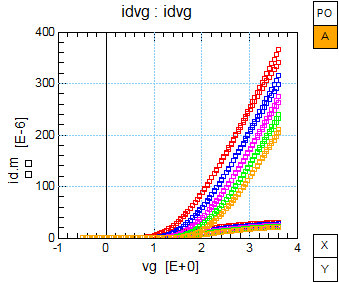 idvg : idvg
PO
A
400
300
200
100
0
id.m [E-6]
-1 0 1 2 3 4
vg [E+0]
X
Y